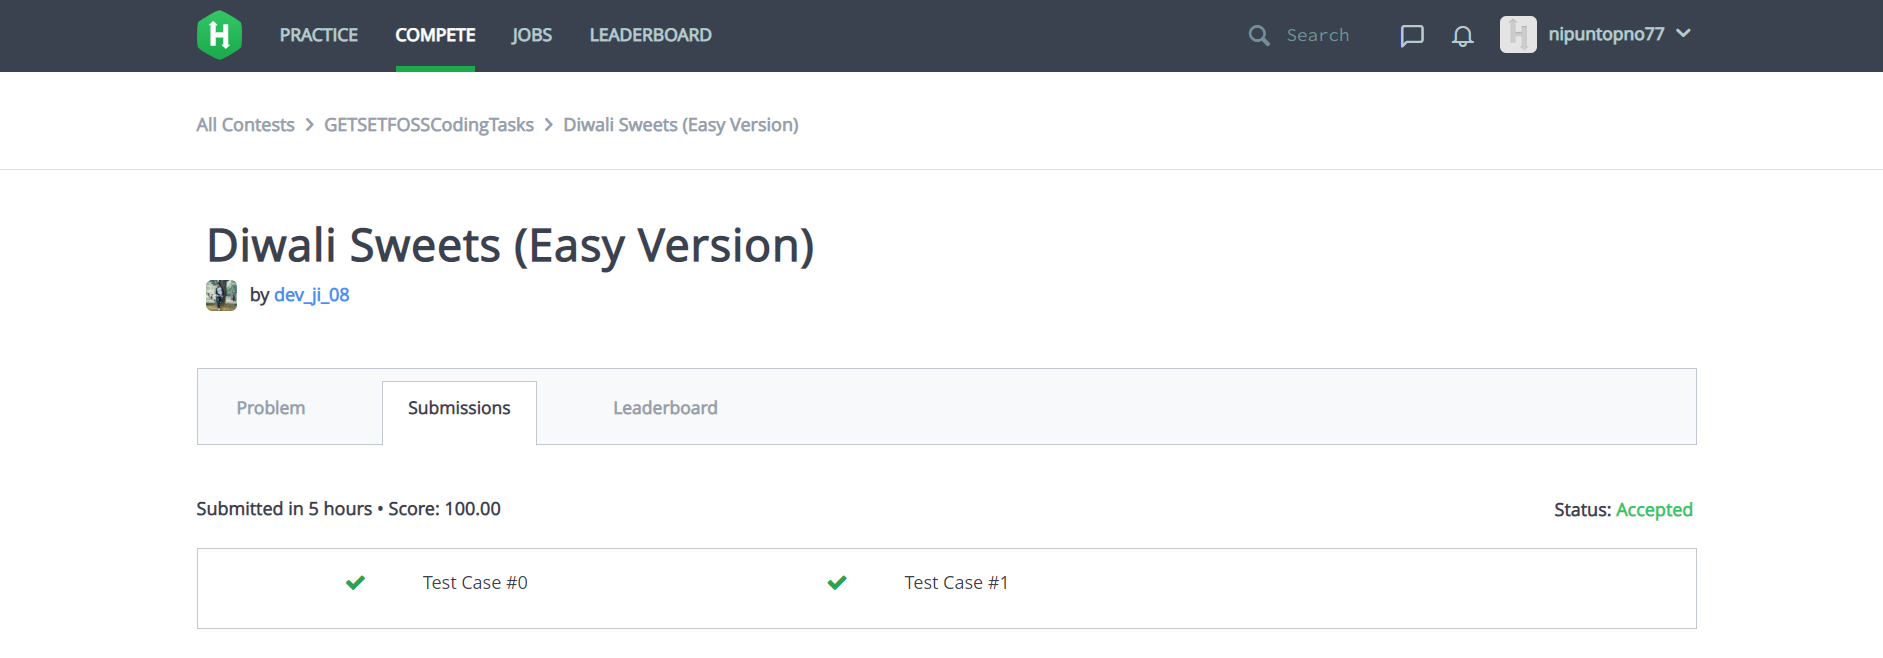 H PRACTICE COMPETE JOBS LEADERBOARD Search H nipuntopno77
All Contests > GETSETFOSSCodingTasks > Diwali Sweets (Easy Version)
Diwali Sweets (Easy Version)
by dev_ji_08
Problem Submissions Leaderboard
Submitted in 5 hours • Score: 100.00 Status: Accepted
Test Case #0 Test Case #1